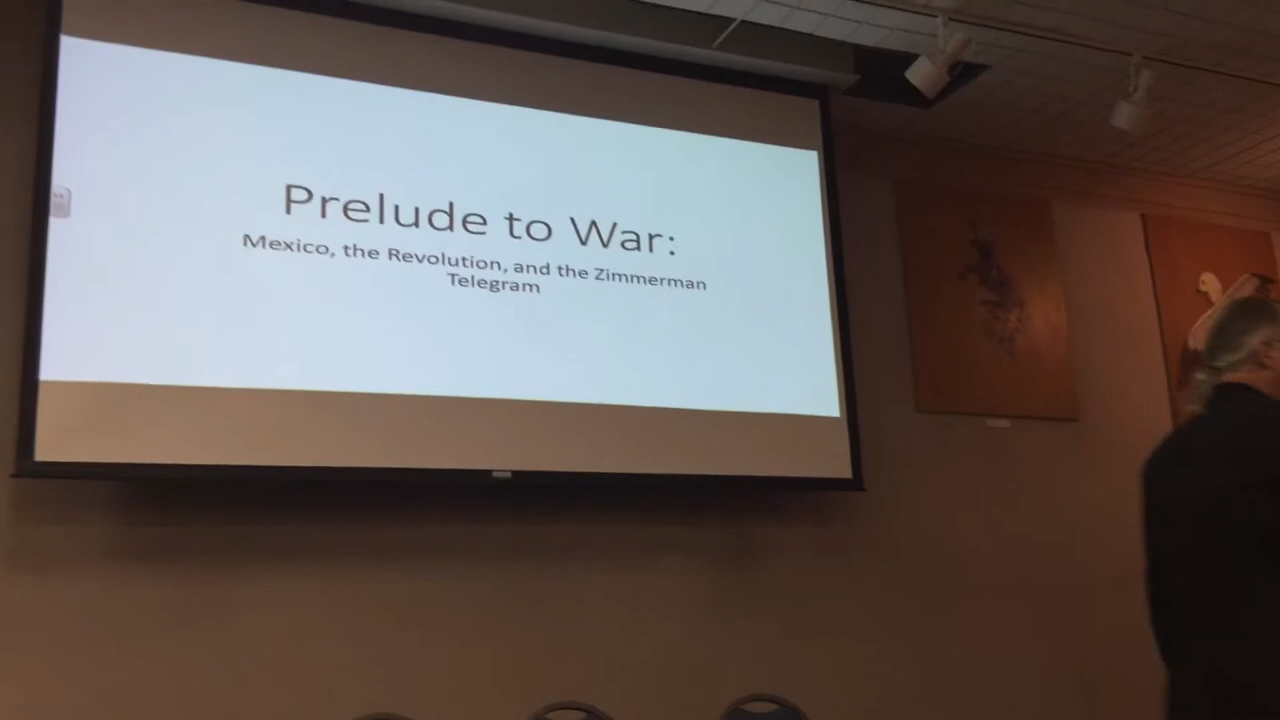 Prelude to War:
Mexico, the Revolution, and the Zimmerman
Telegram